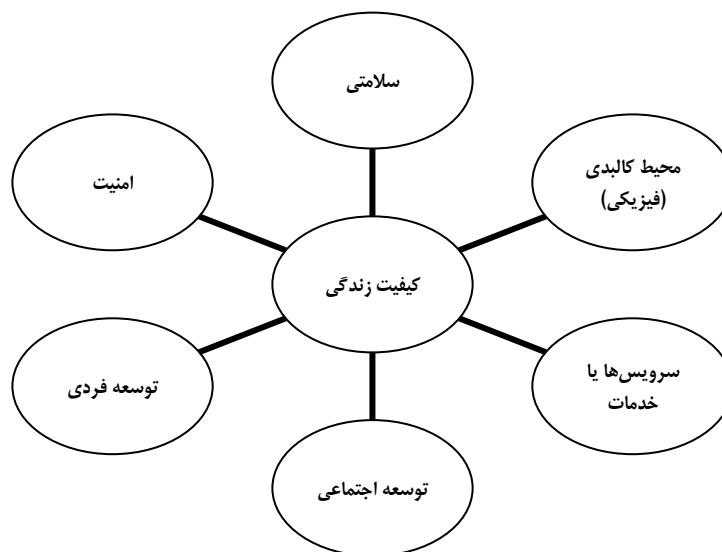 سلامتی
محیط کالبدی
(فیزیکی)
امنیت
کیفیت زندگی
سرویس‌ها یا
خدمات
توسعه فردی
توسعه اجتماعی